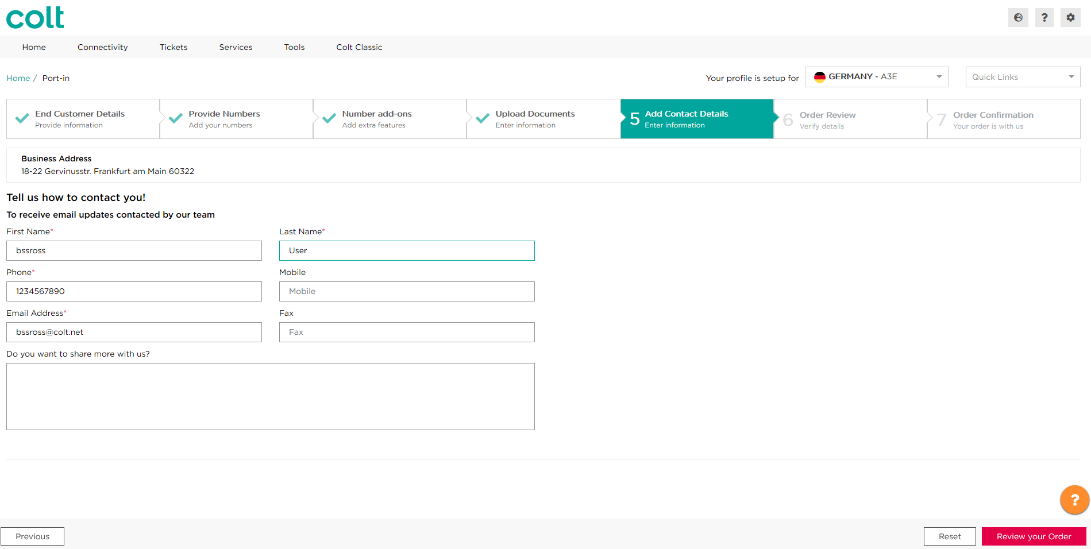 colt
?
Home Connectivity Tickets Services Tools Colt Classic
Home / Port-in
Your profile is setup for GERMANY - A3E Quick Links
End Customer Details
Provide information
Provide Numbers
Add your numbers
Number add-ons
Add extra features
Upload Documents
Enter information
5 Add Contact Details
Enter information
6 Order Review
Verify details
7 Order Confirmation
Your order is with us
Business Address
18-22 Gervinusstr. Frankfurt am Main 60322
Tell us how to contact you!
To receive email updates contacted by our team
First Name* Last Name*
bssross User
Phone* Mobile
1234567890 Mobile
Email Address* Fax
bssross@colt.net Fax
Do you want to share more with us?
?
Previous Reset Review your Order